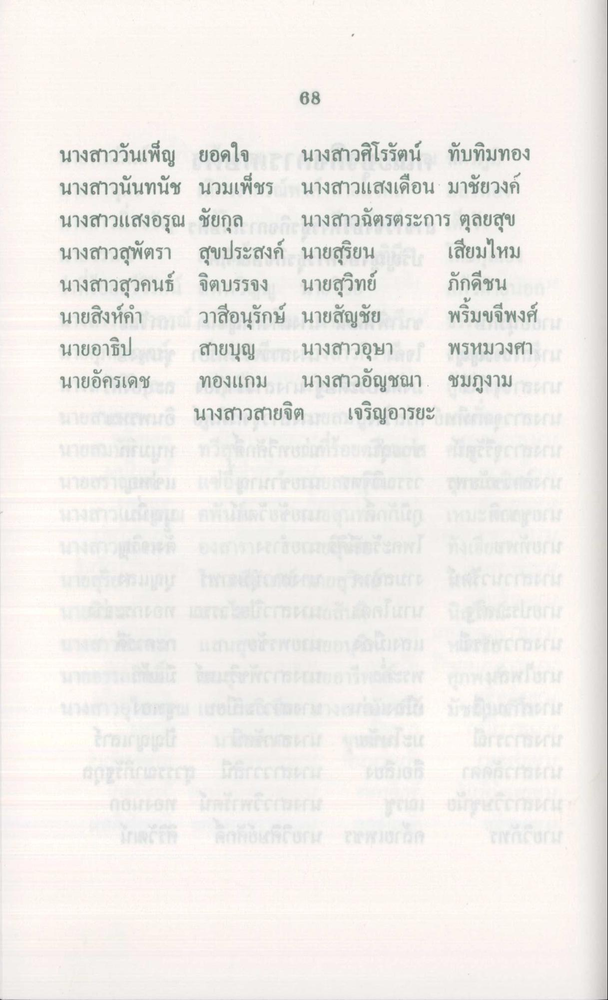 68
นางสาววันเพ็ญ ยอดใจ นางสาวศิโรรัตน์ ทับทิมทอง
นางสาวนันทนัช นวมเพ็ชร นางสาวแสงเดือน มาชัยวงค์
นางสาวแสงอรุณ ชัยกุล นางสาวฉัตรตระการ ตุลยสุข
นางสาวสุพัตรา สุขประสงค์ นายสุริยน เสียมไหม
นางสาวสุวคนธ์ จิตบรรจง นายสุวิทย์ ภักดีชน
นายสิงห์คำ วาสีอนุรักษ์ นายสัญชัย พริ้มขจีพงศ์
นายอาธิป สายบุญ นางสาวอุษา พรหมวงศา
นายอัครเดช ทองแกม นางสาวอัญชณา ชมภูงาม
นางสาวสายจิต เจริญอารยะ